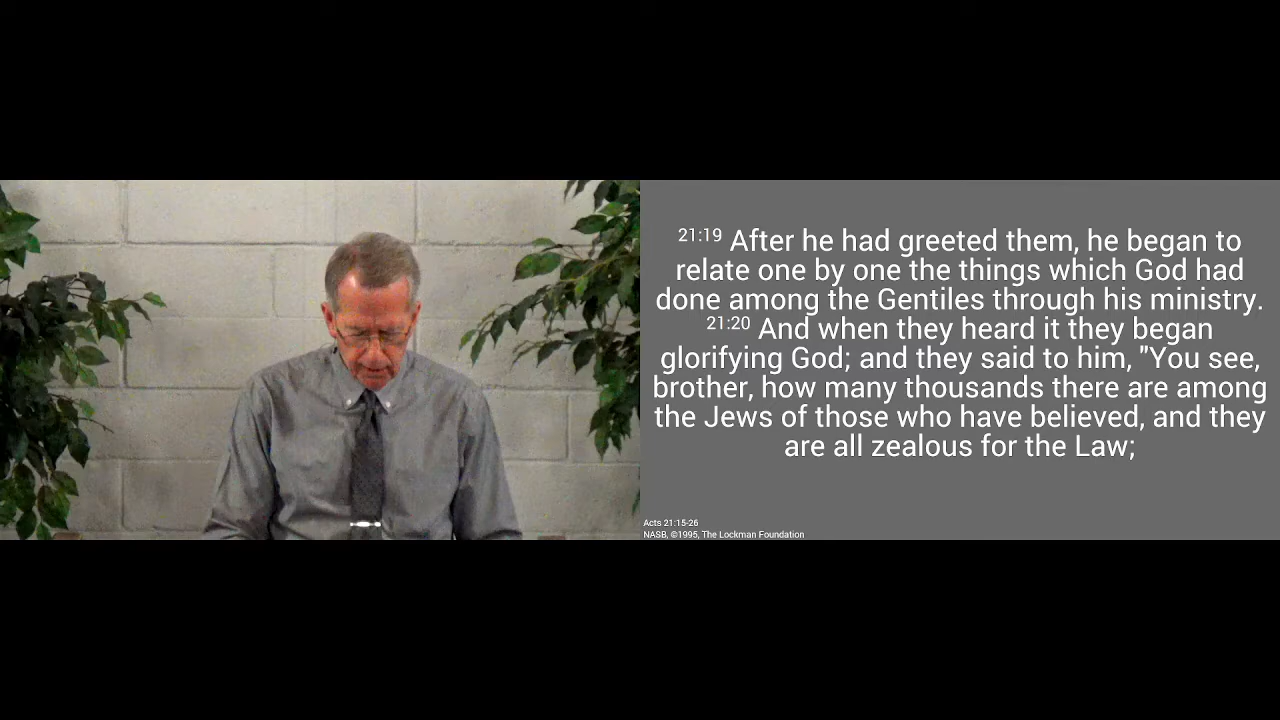 21:19 After he had greeted them, he began to
relate one by one the things which God had
done among the Gentiles through his ministry.
21:20 And when they heard it they began
glorifying God; and they said to him, "You see,
brother, how many thousands there are among
the Jews of those who have believed, and they
are all zealous for the Law;
Acts 21:15-26
NASB, ©1995, The Lockman Foundation